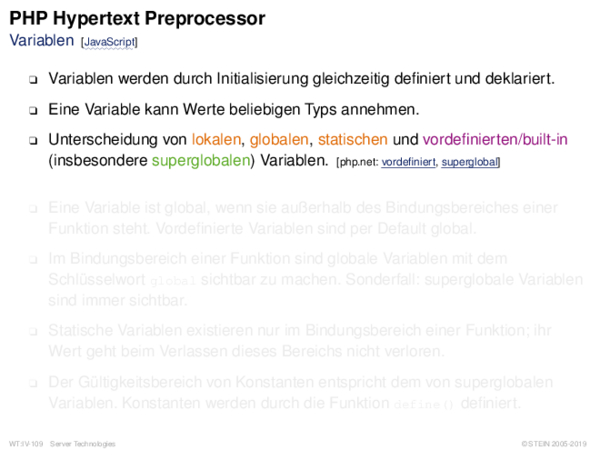 PHP Hypertext Preprocessor
Variablen [JavaScript]
❑ Variablen werden durch Initialisierung gleichzeitig definiert und deklariert.
❑ Eine Variable kann Werte beliebigen Typs annehmen.
❑ Unterscheidung von lokalen, globalen, statischen und vordefinierten/built-in
(insbesondere superglobalen) Variablen. [php.net: vordefiniert, superglobal]
❑ Eine Variable ist global, wenn sie außerhalb des Bindungsbereiches einer
Funktion steht. Vordefinierte Variablen sind per Default global.
❑ Im Bindungsbereich einer Funktion sind globale Variablen mit dem
Schlüsselwort global sichtbar zu machen. Sonderfall: superglobale Variablen
sind immer sichtbar.
❑ Statische Variablen existieren nur im Bindungsbereich einer Funktion; ihr
Wert geht beim Verlassen dieses Bereichs nicht verloren.
❑ Der Gültigkeitsbereich von Konstanten entspricht dem von superglobalen
Variablen. Konstanten werden durch die Funktion define() definiert.
WT:IV-109 Server Technologies © STEIN 2005-2019